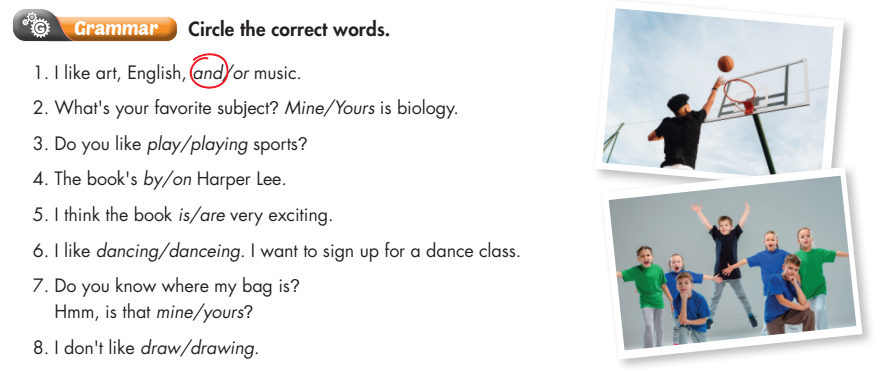 G Grammar Circle the correct words.
1. I like art, English, and/or music.
2. What's your favorite subject? Mine/Yours is biology.
3. Do you like play/playing sports?
4. The book's by/on Harper Lee.
5. I think the book is/are very exciting.
6. I like dancing/danceing. I want to sign up for a dance class.
7. Do you know where my bag is?
Hmm, is that mine/yours?
8. I don't like draw/drawing.